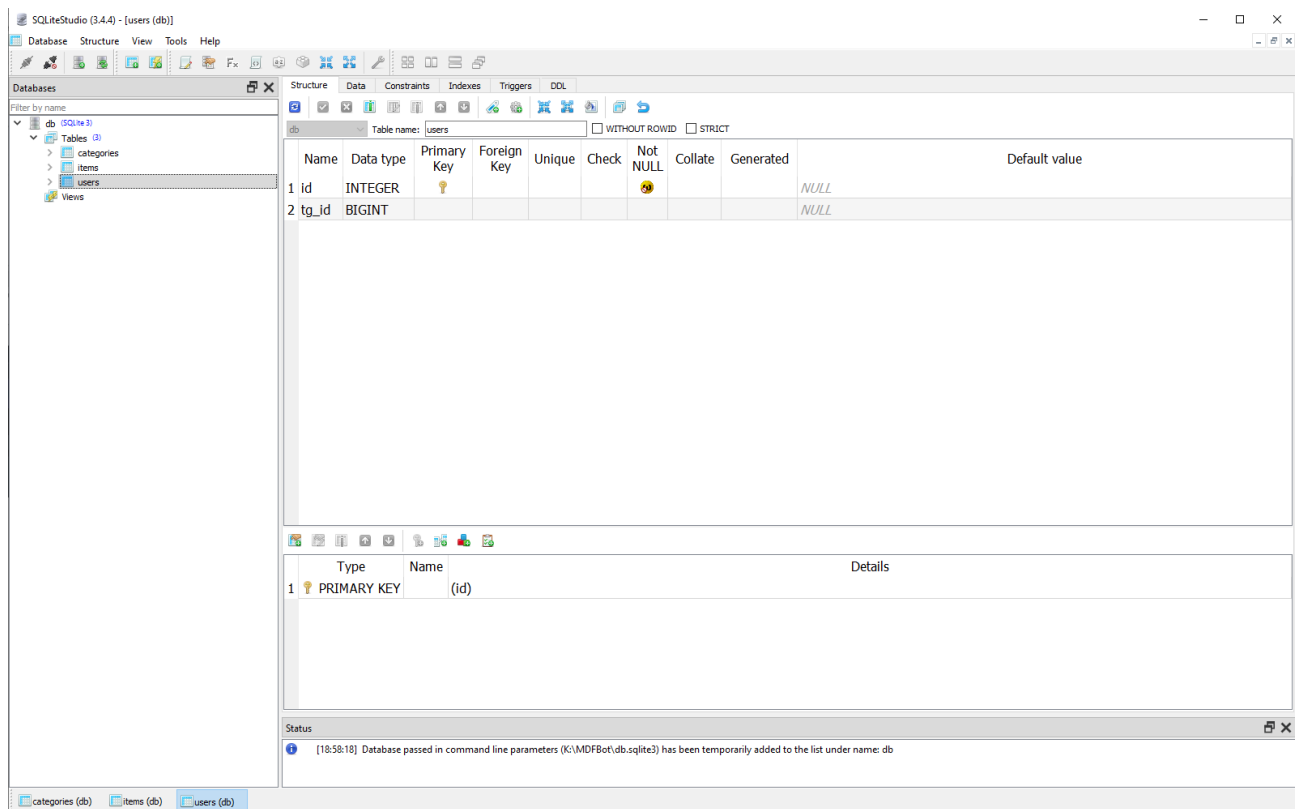 SQLiteStudio (3.4.4) - [users (db)]
Database Structure View Tools Help
Databases
Filter by name
db (SQLite 3)
Tables (3)
categories
items
users
Views
Structure Data Constraints Indexes Triggers DDL
db Table name: users WITHOUT ROWID STRICT
Name Data type Primary Key Foreign Key Unique Check Not NULL Collate Generated Default value
1 id INTEGER NULL
2 tg_id BIGINT NULL
Type Name Details
1 PRIMARY KEY (id)
Status
[18:58:18] Database passed in command line parameters (K:\MDFBot\db.sqlite3) has been temporarily added to the list under name: db
categories (db) items (db) users (db)